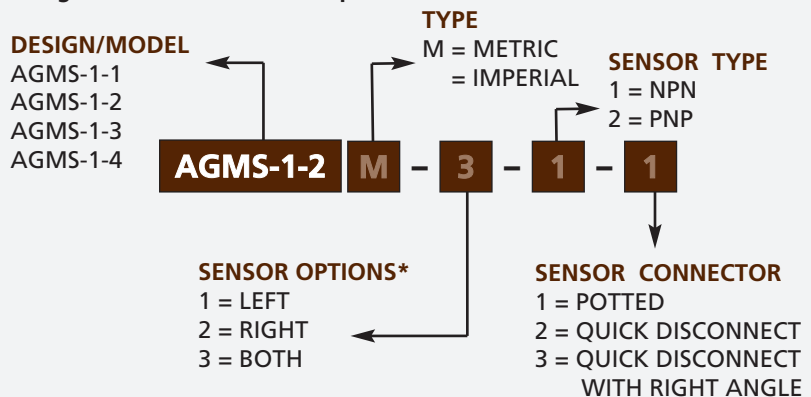 TYPE
M = METRIC
= IMPERIAL
DESIGN/MODEL
AGMS-1-1
AGMS-1-2
AGMS-1-3
AGMS-1-4
SENSOR TYPE
1 = NPN
2 = PNP
AGMS-1-2 M - 3 - 1 - 1
SENSOR OPTIONS*
1 = LEFT
2 = RIGHT
3 = BOTH
SENSOR CONNECTOR
1 = POTTED
2 = QUICK DISCONNECT
3 = QUICK DISCONNECT
WITH RIGHT ANGLE